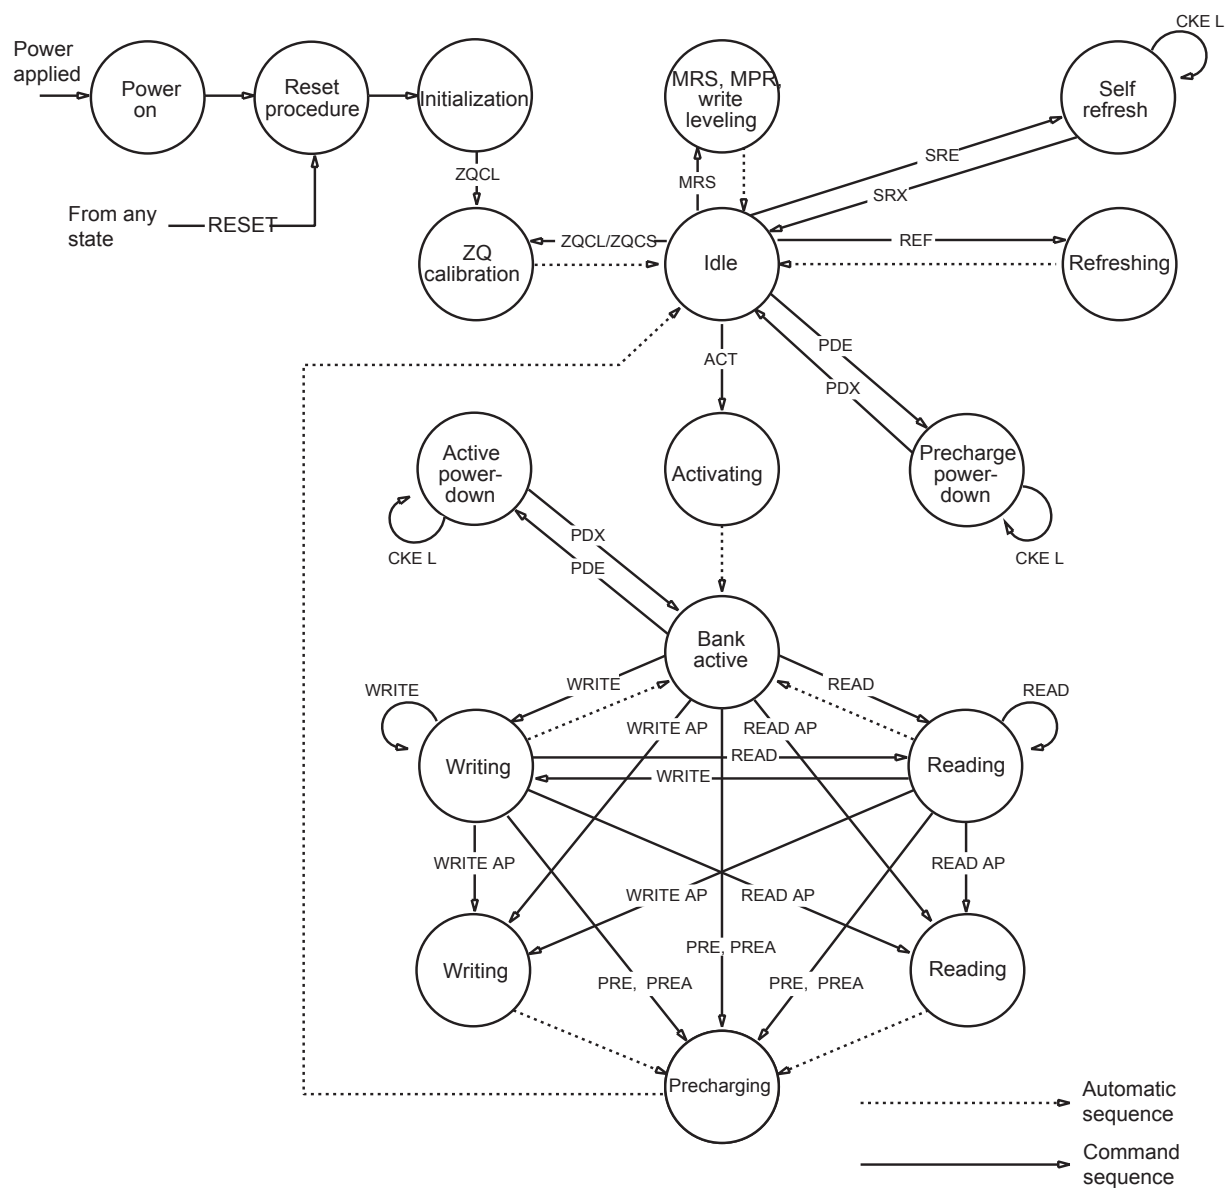 CKE L
Power
applied
Power
on
Reset
procedure
Initialization
MRS, MPR,
write
leveling
Self
refresh
ZQCL
MRS
SRE
SRX
From any
state
RESET
ZQ
calibration
ZQCL/ZQCS
Idle
REF
Refreshing
ACT
PDE
PDX
Active
power-
down
Activating
Precharge
power-
down
CKE L
PDX
PDE
CKE L
Bank
active
WRITE
WRITE
READ
READ
WRITE AP
READ AP
Writing
READ
WRITE
Reading
WRITE AP
READ AP
WRITE AP
READ AP
Writing
PRE, PREA
Reading
PRE, PREA
PRE, PREA
Precharging
Automatic
sequence
Command
sequence